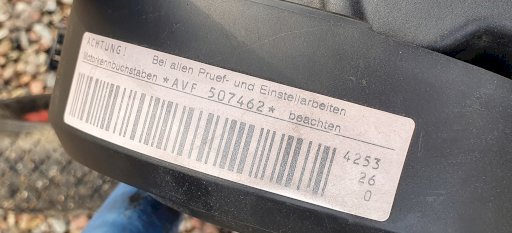 ACHTUNG! Bei allen Pruef- und Einstellarbeiten
Motorkennbuchstaben *AVF 507462* beachten
4253
26
0